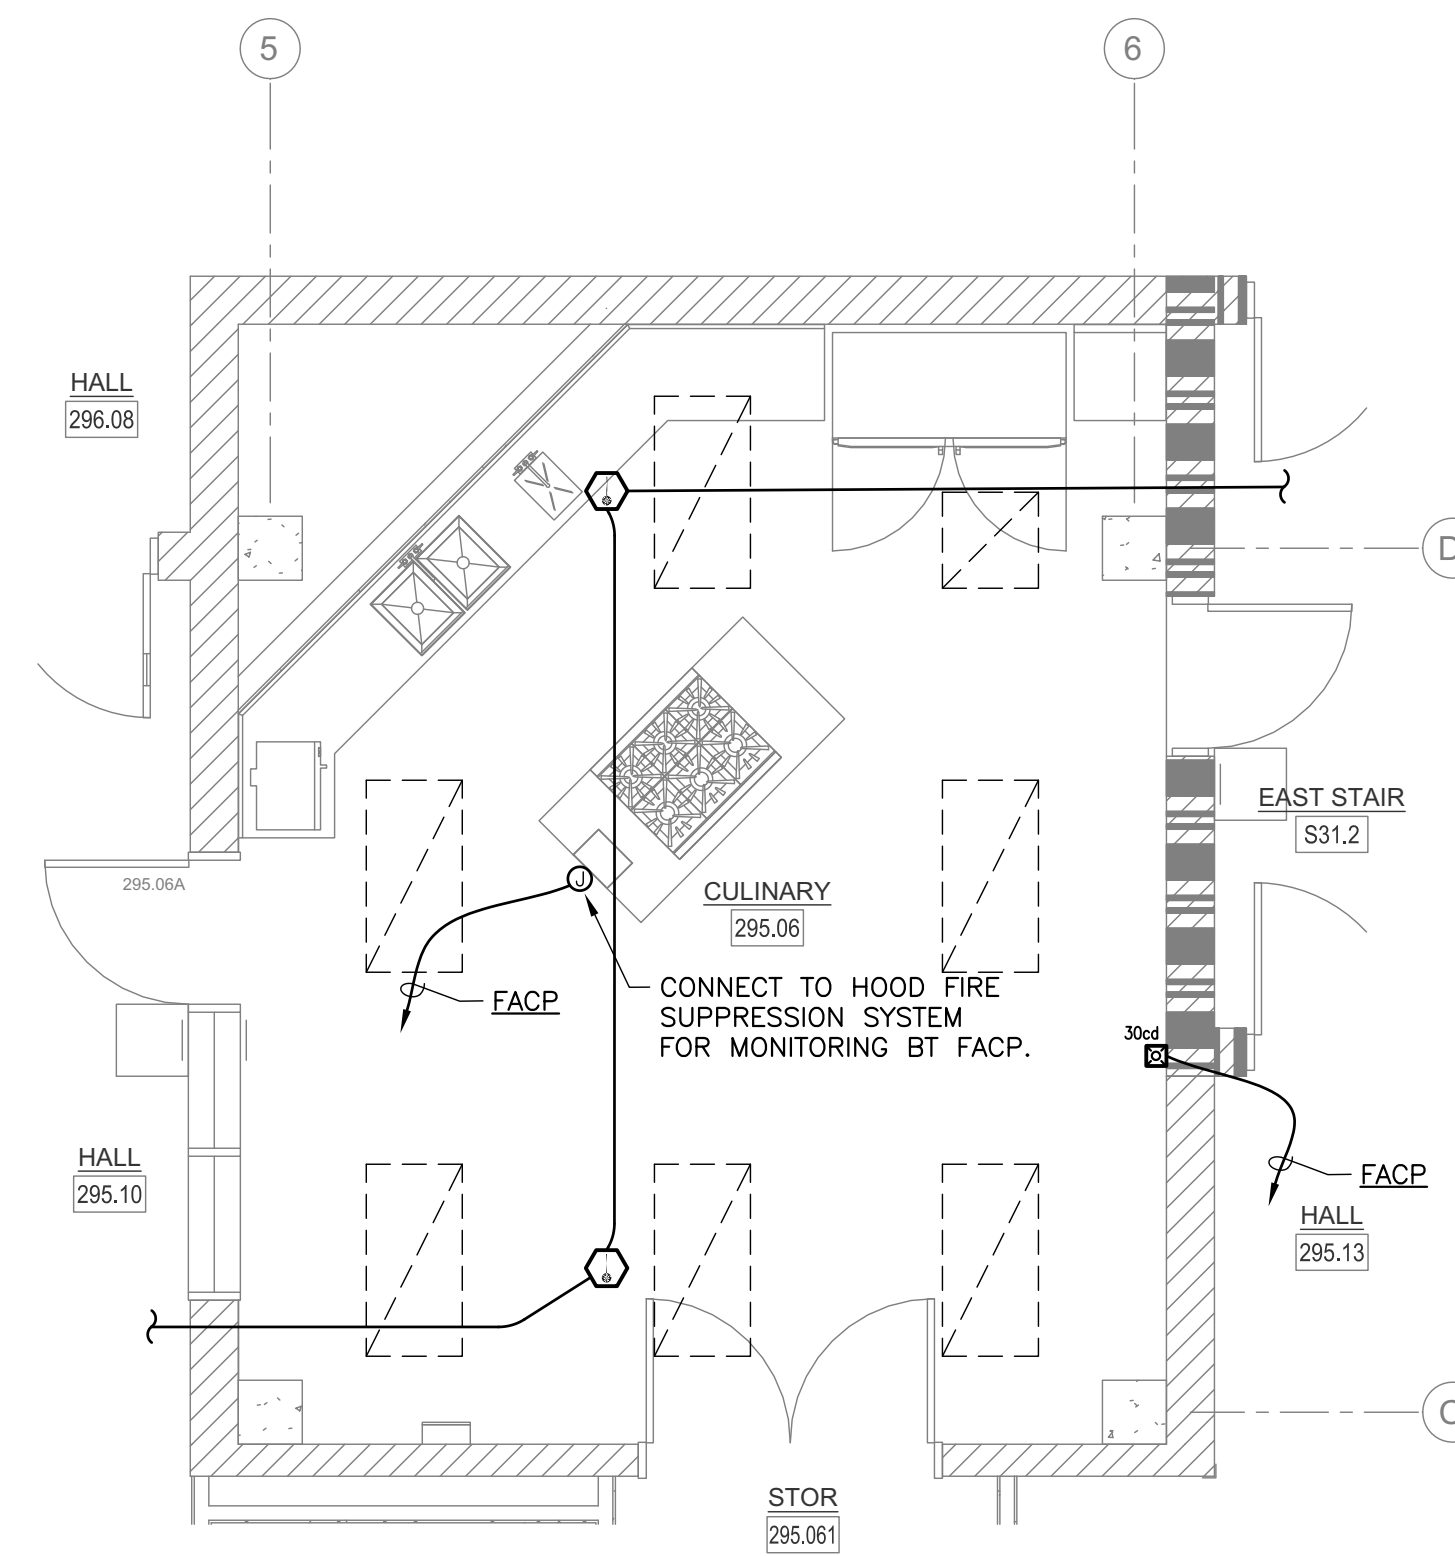 5
6
HALL
296.08
D
EAST STAIR
S31.2
295.06A
CULINARY
295.06
J
FACP
CONNECT TO HOOD FIRE
SUPPRESSION SYSTEM
FOR MONITORING BT FACP.
30cd
HALL
295.10
FACP
HALL
295.13
C
STOR
295.061